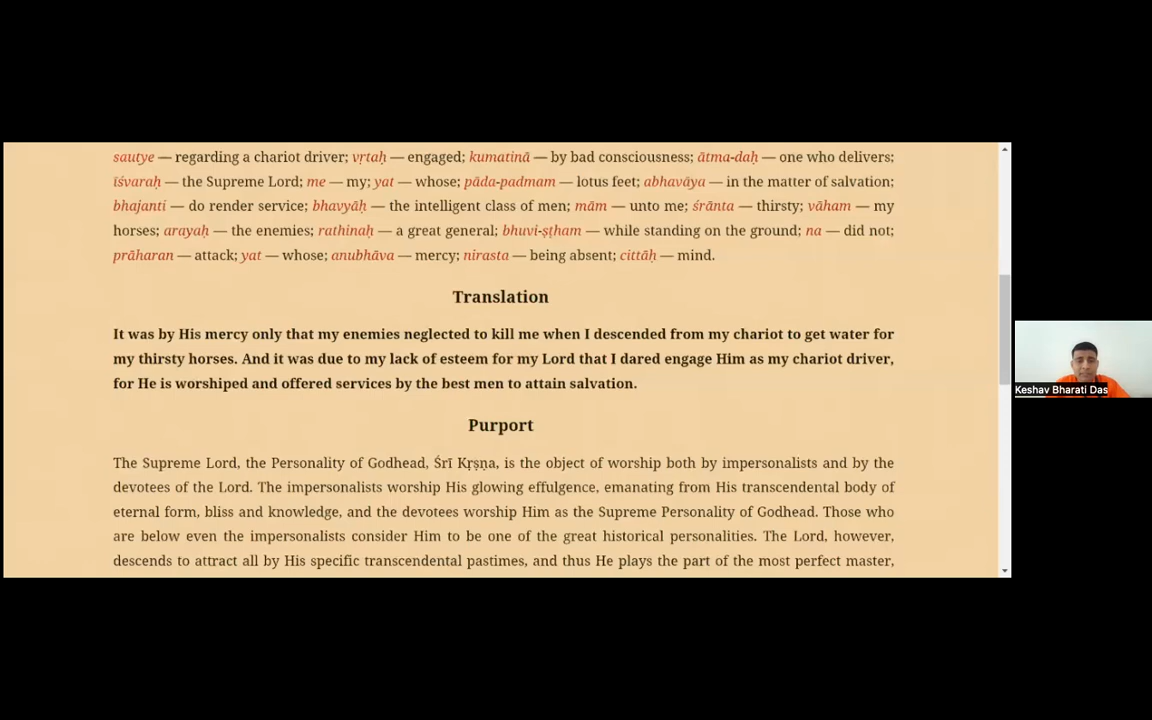 sautye — regarding a chariot driver; vṛtaḥ — engaged; kumatinā — by bad consciousness; ātma-daḥ — one who delivers;
īśvaraḥ — the Supreme Lord; me — my; yat — whose; pāda-padmam — lotus feet; abhavāya — in the matter of salvation;
bhajanti — do render service; bhavyāḥ — the intelligent class of men; mām — unto me; śrānta — thirsty; vāham — my
horses; arayaḥ — the enemies; rathinaḥ — a great general; bhuvi-ṣṭham — while standing on the ground; na — did not;
prāharan — attack; yat — whose; anubhāva — mercy; nirasta — being absent; cittāḥ — mind.
Translation
It was by His mercy only that my enemies neglected to kill me when I descended from my chariot to get water for
my thirsty horses. And it was due to my lack of esteem for my Lord that I dared engage Him as my chariot driver,
for He is worshiped and offered services by the best men to attain salvation.
Purport
The Supreme Lord, the Personality of Godhead, Śrī Kṛṣṇa, is the object of worship both by impersonalists and by the
devotees of the Lord. The impersonalists worship His glowing effulgence, emanating from His transcendental body of
eternal form, bliss and knowledge, and the devotees worship Him as the Supreme Personality of Godhead. Those who
are below even the impersonalists consider Him to be one of the great historical personalities. The Lord, however,
descends to attract all by His specific transcendental pastimes, and thus He plays the part of the most perfect master,
Keshav Bharati Das